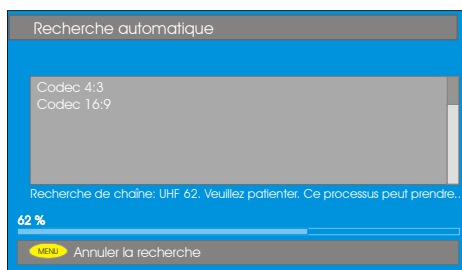 Recherche automatique
Codec 4:3
Codec 16:9
Recherche de chaîne: UHF 62. Veuillez patienter. Ce processus peut prendre..
62 %
MENU Annuler la recherche